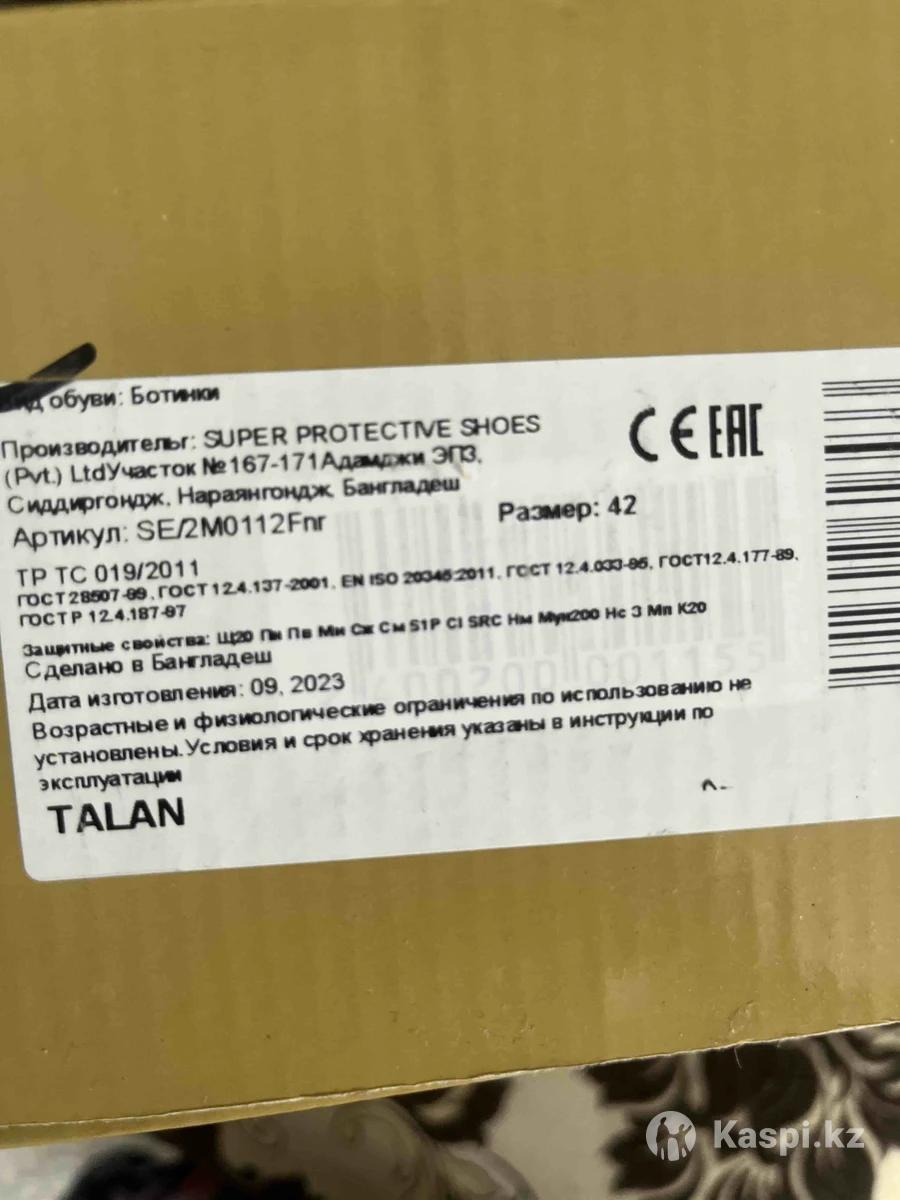 Вид обуви: Ботинки
Производительг: SUPER PROTECTIVE SHOES
(Pvt.) LtdУчасток №167-171Адамджи ЭПЗ,
Сиддиргондж, Нараянгондж, Бангладеш
CE EAC
Артикул: SE/2M0112Fnr
Размер: 42
ТР ТС 019/2011
ГОСТ 28507-99, ГОСТ 12.4.137-2001, EN ISO 20345:2011, ГОСТ 12.4.033-95, ГОСТ12.4.177-89,
ГОСТ Р 12.4.187-97
Защитные свойства: Щ20 Пн Пв Ми Сж См S1P CI SRC Нм Мун200 Нс З Мп К20
Сделано в Бангладеш
Дата изготовления: 09, 2023
Возрастные и физиологические ограничения по использованию не
установлены.Условия и срок хранения указаны в инструкции по
эксплуатации
TALAN
Kaspi.kz